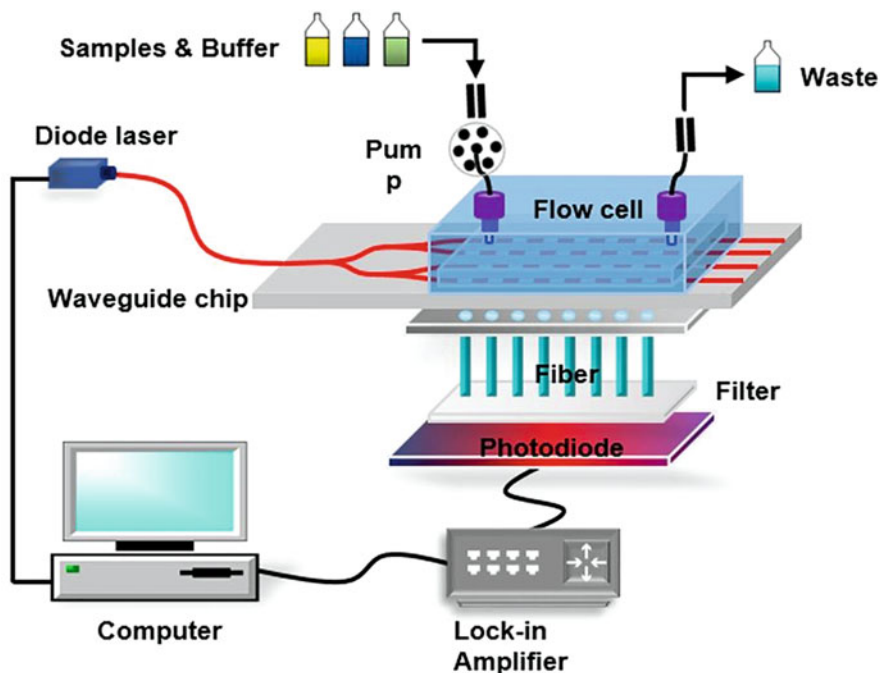 Samples & Buffer
Waste
Diode laser
Pum
p
Flow cell
Waveguide chip
Fiber
Filter
Photodiode
Computer
Lock-in
Amplifier